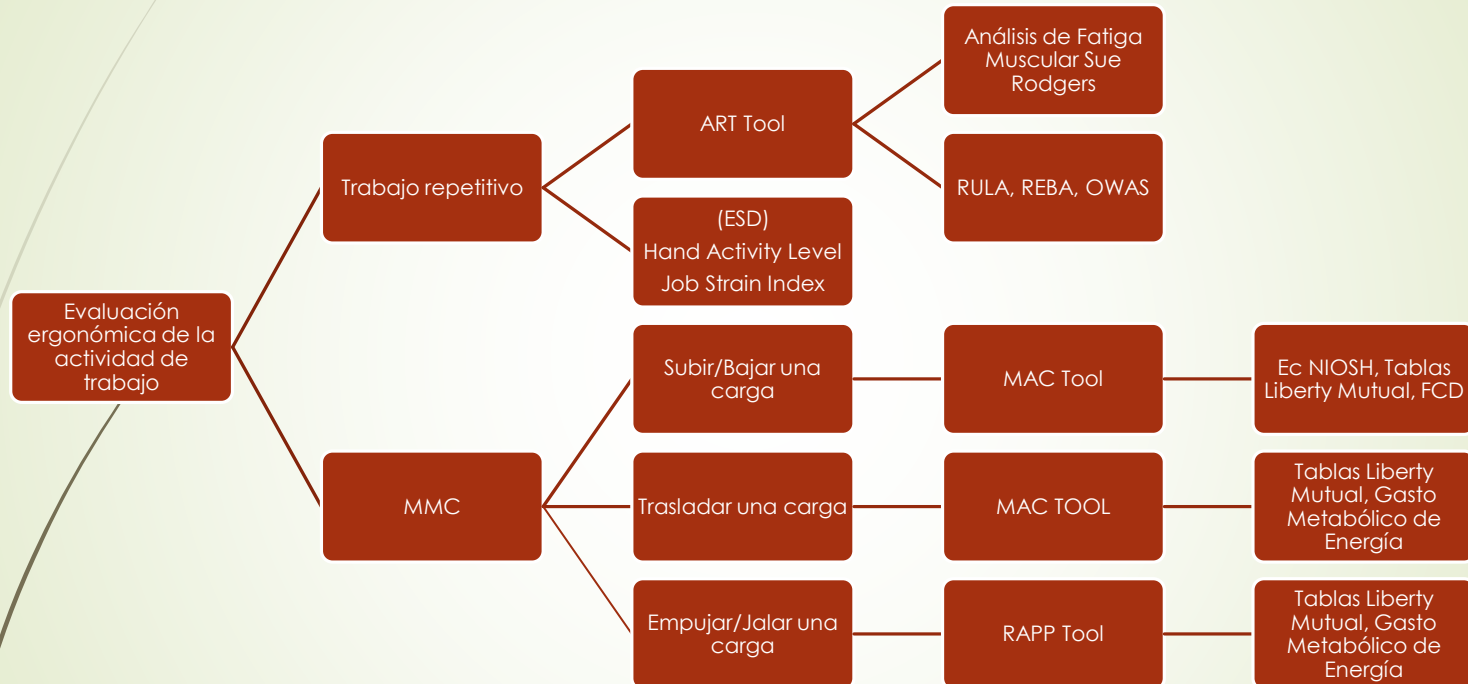 Evaluación
ergonómica de la
actividad de
trabajo
Trabajo repetitivo
ART Tool
Análisis de Fatiga
Muscular Sue
Rodgers
RULA, REBA, OWAS
(ESD)
Hand Activity Level
Job Strain Index
MMC
Subir/Bajar una
carga
MAC Tool
Ec NIOSH, Tablas
Liberty Mutual, FCD
Trasladar una carga
MAC TOOL
Tablas Liberty
Mutual, Gasto
Metabólico de
Energía
Empujar/Jalar una
carga
RAPP Tool
Tablas Liberty
Mutual, Gasto
Metabólico de
Energía